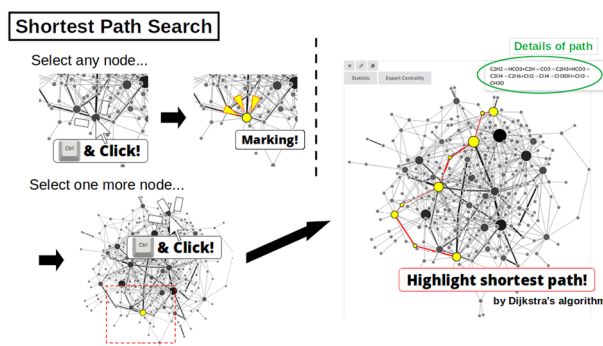 Shortest Path Search
Select any node...
Ctrl & Click!
Marking!
Select one more node...
Ctrl & Click!
Details of path
Statistic
Export Centrality
Highlight shortest path!
by Dijkstra's algorithm